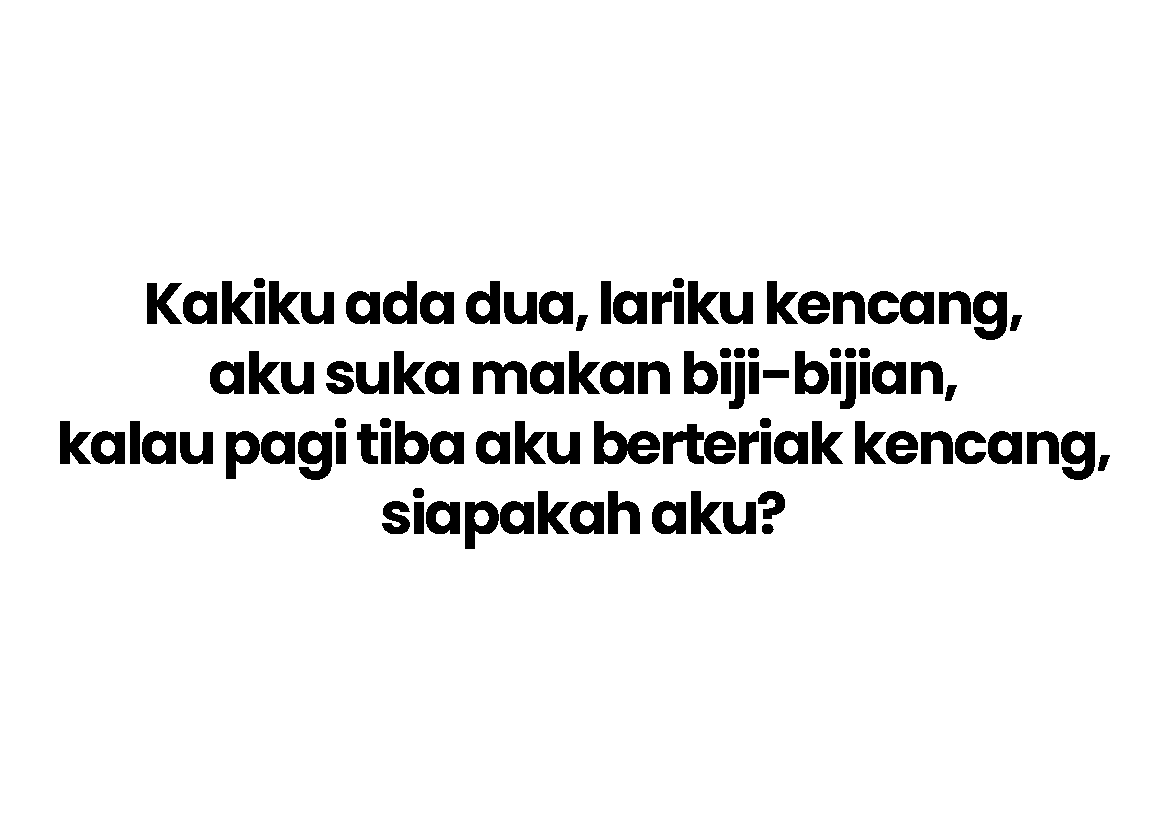 Kakiku ada dua, lariku kencang,
aku suka makan biji-bijian,
kalau pagi tiba aku berteriak kencang,
siapakah aku?